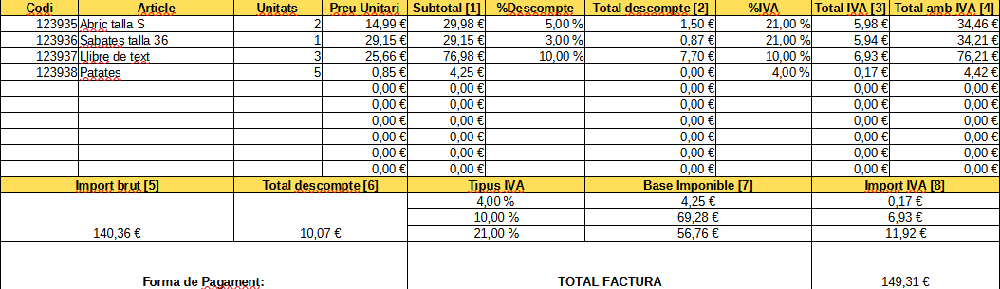 Codi Article Unitats Preu Unitari Subtotal [1] %Descompte Total descompte [2] %IVA Total IVA [3] Total amb IVA [4]
123935 Abric talla S 2 14,99 € 29,98 € 5,00 % 1,50 € 21,00 % 5,98 € 34,46 €
123936 Sabates talla 36 1 29,15 € 29,15 € 3,00 % 0,87 € 21,00 % 5,94 € 34,21 €
123937 Llibre de text 3 25,66 € 76,98 € 10,00 % 7,70 € 10,00 % 6,93 € 76,21 €
123938 Patates 5 0,85 € 4,25 € 0,00 € 4,00 % 0,17 € 4,42 €
0,00 € 0,00 € 0,00 € 0,00 € 0,00 €
0,00 € 0,00 € 0,00 € 0,00 € 0,00 €
0,00 € 0,00 € 0,00 € 0,00 € 0,00 €
0,00 € 0,00 € 0,00 € 0,00 € 0,00 €
0,00 € 0,00 € 0,00 € 0,00 € 0,00 €
0,00 € 0,00 € 0,00 € 0,00 € 0,00 €
Import brut [5] Total descompte [6] Tipus IVA Base Imponible [7] Import IVA [8]
4,00 % 4,25 € 0,17 €
10,00 % 69,28 € 6,93 €
140,36 € 10,07 € 21,00 % 56,76 € 11,92 €
Forma de Pagament: TOTAL FACTURA 149,31 €